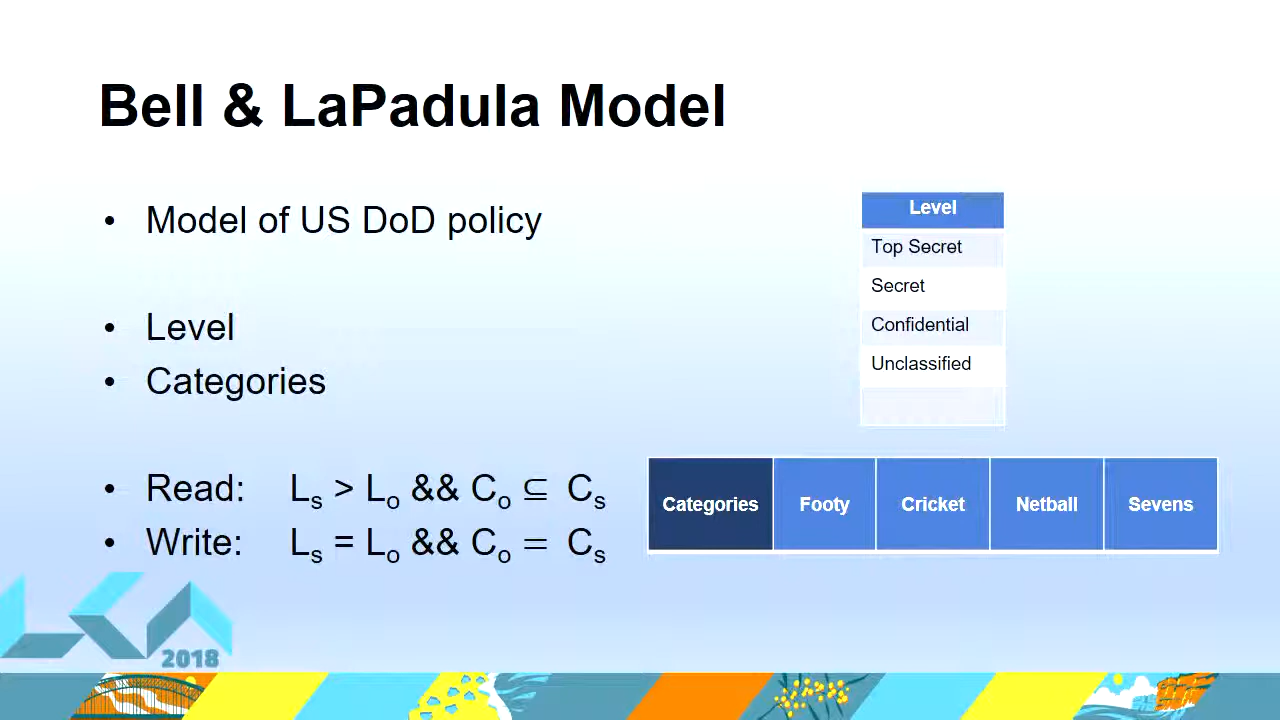 Bell & LaPadula Model
• Model of US DoD policy
• Level
• Categories
• Read: Ls > Lo && Co ⊆ Cs
• Write: Ls = Lo && Co = Cs
Level
Top Secret
Secret
Confidential
Unclassified
Categories Footy Cricket Netball Sevens
LCA
2018